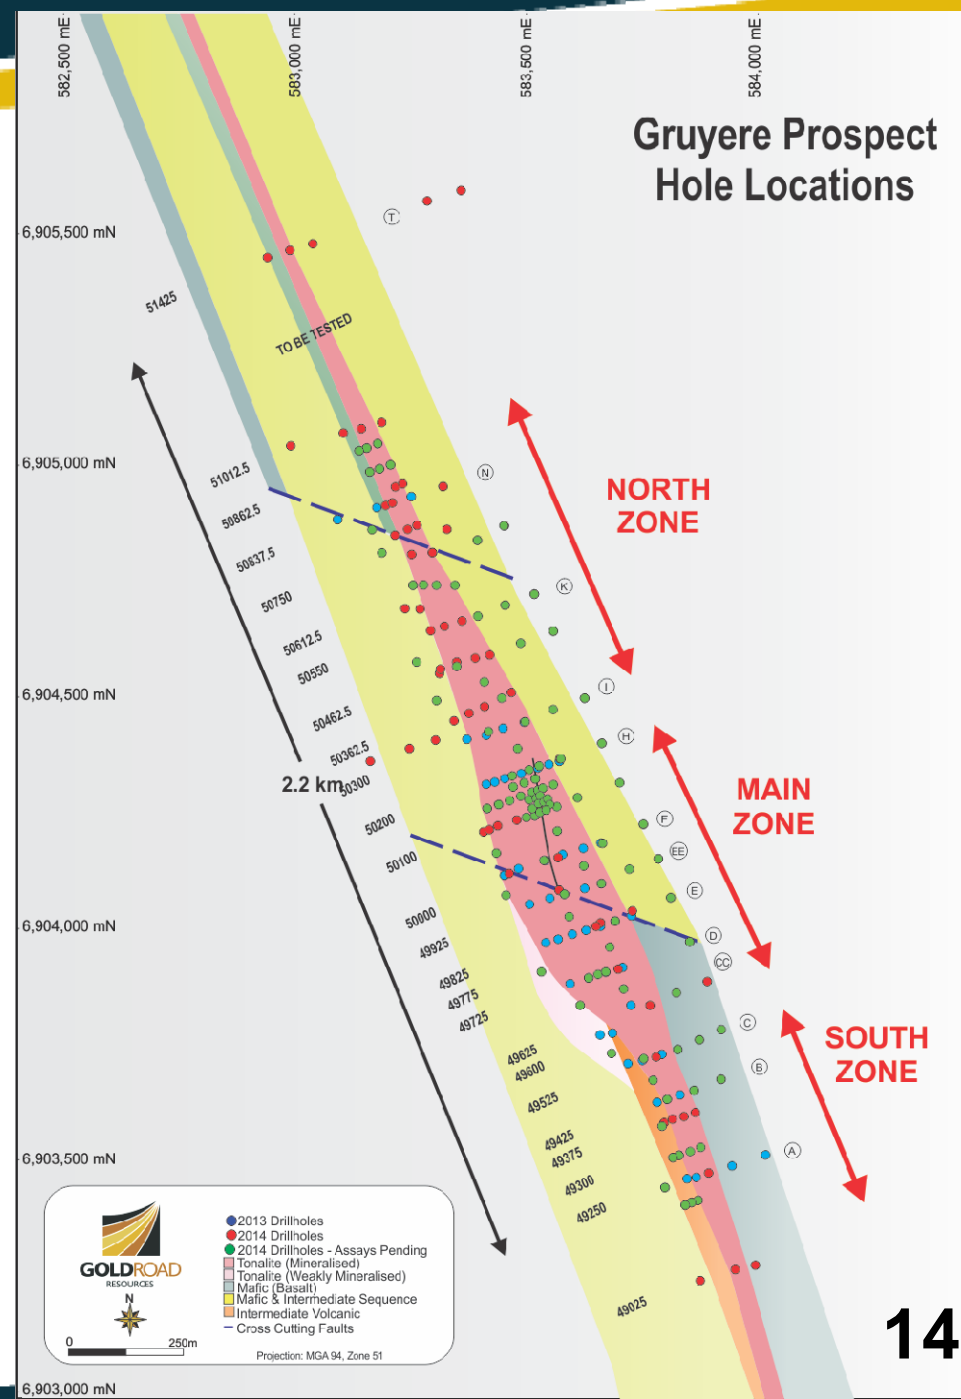 582,500 mE
583,000 mE
583,500 mE
584,000 mE
Gruyere Prospect
Hole Locations
T
6,905,500 mN
51425
TO BE TESTED
6,905,000 mN
N
51012.5
NORTH
ZONE
50862.5
50837.5
K
50750
50612.5
50550
I
6,904,500 mN
50462.5
H
50362.5
2.2 km
50300
MAIN
ZONE
50200
F
EE
50100
E
50000
6,904,000 mN
D
49925
CC
49825
49775
49725
C
SOUTH
ZONE
49625
49600
B
49525
49425
49375
A
6,903,500 mN
49300
49250
GOLDROAD
RESOURCES
N
0 250m
2013 Drillholes
2014 Drillholes
2014 Drillholes - Assays Pending
Tonalite (Mineralised)
Tonalite (Weakly Mineralised)
Mafic (Basalt)
Mafic & Intermediate Sequence
Intermediate Volcanic
Cross Cutting Faults
Projection: MGA 94, Zone 51
49025
14
6,903,000 mN